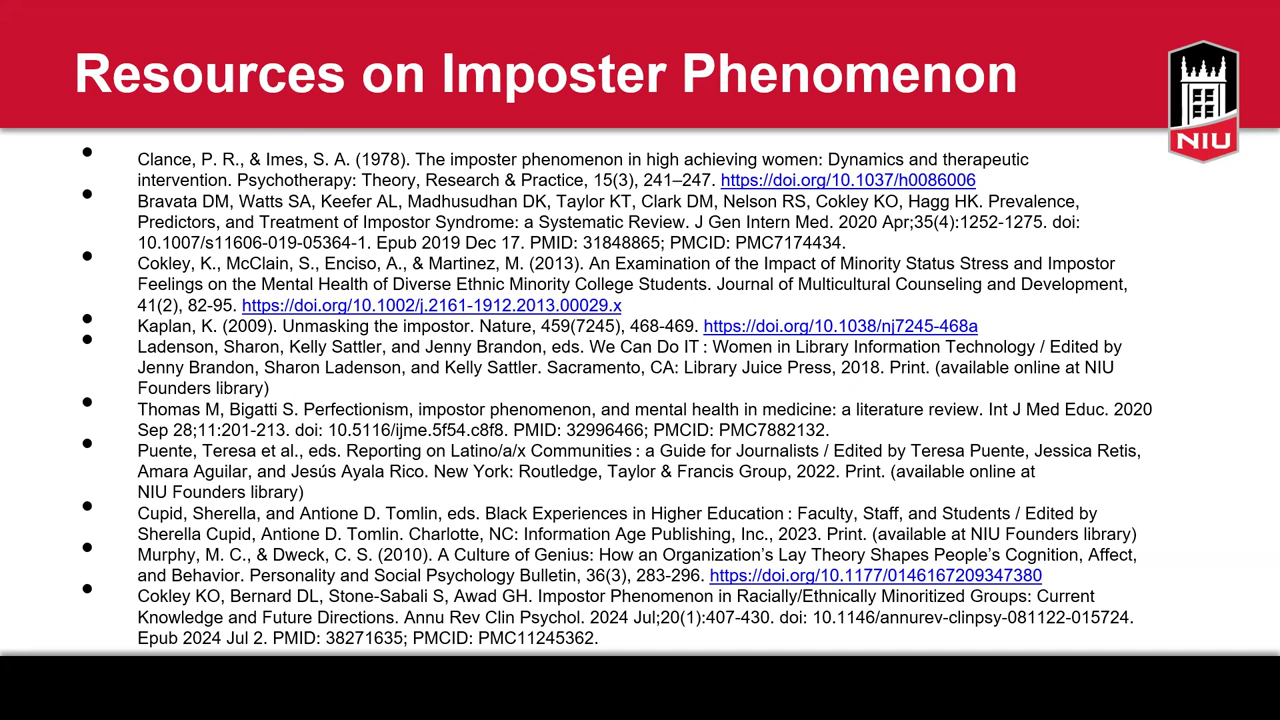 Resources on Imposter Phenomenon
NIU
Clance, P. R., & Imes, S. A. (1978). The imposter phenomenon in high achieving women: Dynamics and therapeutic
intervention. Psychotherapy: Theory, Research & Practice, 15(3), 241–247. https://doi.org/10.1037/h0086006
Bravata DM, Watts SA, Keefer AL, Madhusudhan DK, Taylor KT, Clark DM, Nelson RS, Cokley KO, Hagg HK. Prevalence,
Predictors, and Treatment of Impostor Syndrome: a Systematic Review. J Gen Intern Med. 2020 Apr;35(4):1252-1275. doi:
10.1007/s11606-019-05364-1. Epub 2019 Dec 17. PMID: 31848865; PMCID: PMC7174434.
Cokley, K., McClain, S., Enciso, A., & Martinez, M. (2013). An Examination of the Impact of Minority Status Stress and Impostor
Feelings on the Mental Health of Diverse Ethnic Minority College Students. Journal of Multicultural Counseling and Development,
41(2), 82-95. https://doi.org/10.1002/j.2161-1912.2013.00029.x
Kaplan, K. (2009). Unmasking the impostor. Nature, 459(7245), 468-469. https://doi.org/10.1038/nj7245-468a
Ladenson, Sharon, Kelly Sattler, and Jenny Brandon, eds. We Can Do IT : Women in Library Information Technology / Edited by
Jenny Brandon, Sharon Ladenson, and Kelly Sattler. Sacramento, CA: Library Juice Press, 2018. Print. (available online at NIU
Founders library)
Thomas M, Bigatti S. Perfectionism, impostor phenomenon, and mental health in medicine: a literature review. Int J Med Educ. 2020
Sep 28;11:201-213. doi: 10.5116/ijme.5f54.c8f8. PMID: 32996466; PMCID: PMC7882132.
Puente, Teresa et al., eds. Reporting on Latino/a/x Communities : a Guide for Journalists / Edited by Teresa Puente, Jessica Retis,
Amara Aguilar, and Jesús Ayala Rico. New York: Routledge, Taylor & Francis Group, 2022. Print. (available online at
NIU Founders library)
Cupid, Sherella, and Antione D. Tomlin, eds. Black Experiences in Higher Education : Faculty, Staff, and Students / Edited by
Sherella Cupid, Antione D. Tomlin. Charlotte, NC: Information Age Publishing, Inc., 2023. Print. (available at NIU Founders library)
Murphy, M. C., & Dweck, C. S. (2010). A Culture of Genius: How an Organization’s Lay Theory Shapes People’s Cognition, Affect,
and Behavior. Personality and Social Psychology Bulletin, 36(3), 283-296. https://doi.org/10.1177/0146167209347380
Cokley KO, Bernard DL, Stone-Sabali S, Awad GH. Impostor Phenomenon in Racially/Ethnically Minoritized Groups: Current
Knowledge and Future Directions. Annu Rev Clin Psychol. 2024 Jul;20(1):407-430. doi: 10.1146/annurev-clinpsy-081122-015724.
Epub 2024 Jul 2. PMID: 38271635; PMCID: PMC11245362.